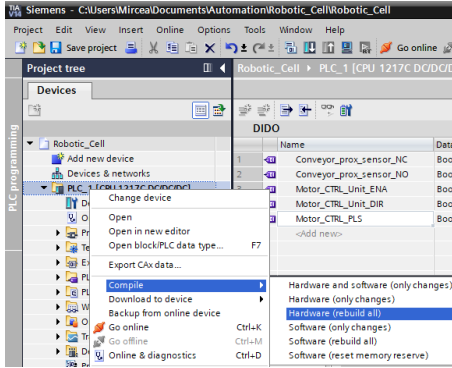 TIA V14 Siemens - C:\Users\Mircea\Documents\Automation\Robotic_Cell\Robotic_Cell
Project Edit View Insert Online Options Tools Window Help
Save project Go online
Project tree Robotic_Cell PLC_1 [CPU 1217C DC/DC/D
Devices
PLC programming
DIDO
Name Data
Robotic_Cell
Add new device
Devices & networks
PLC_1 [CPU 1217C DC/DC/DC]
1 Conveyor_prox_sensor_NC Boo
2 Conveyor_prox_sensor_NO Boo
Motor_CTRL_Unit_ENA Boo
Motor_CTRL_Unit_DIR Boo
Motor_CTRL_PLS Boo
<Add new>
Change device
Open
Open in new editor
Open block/PLC data type... F7
Export CAx data...
Compile
Download to device
Backup from online device
Go online Ctrl+K
Go offline Ctrl+M
Online & diagnostics Ctrl+D
Hardware and software (only changes)
Hardware (only changes)
Hardware (rebuild all)
Software (only changes)
Software (rebuild all)
Software (reset memory reserve)